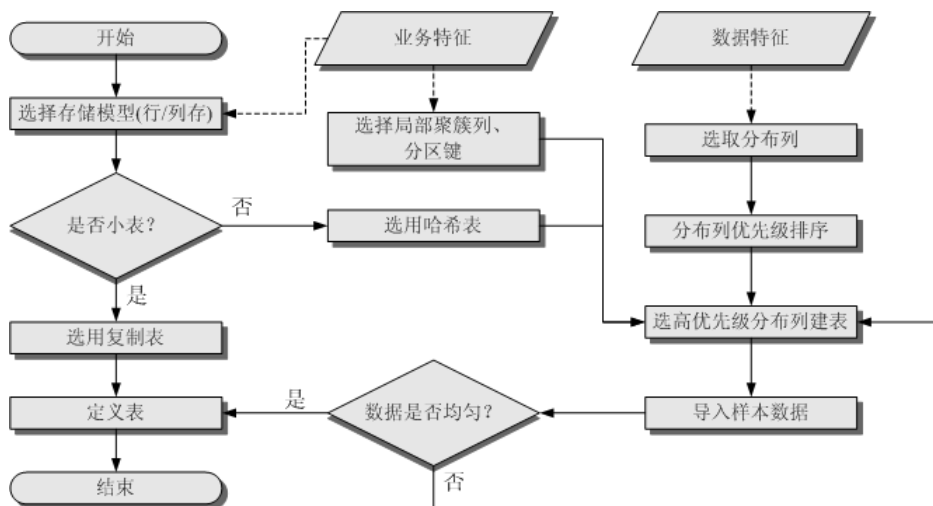 开始
业务特征
数据特征
选择存储模型(行/列存)
选择局部聚簇列、
分区键
选取分布列
是否小表?
否
选用哈希表
分布列优先级排序
是
选用复制表
选高优先级分布列建表
定义表
是
数据是否均匀?
导入样本数据
否
结束